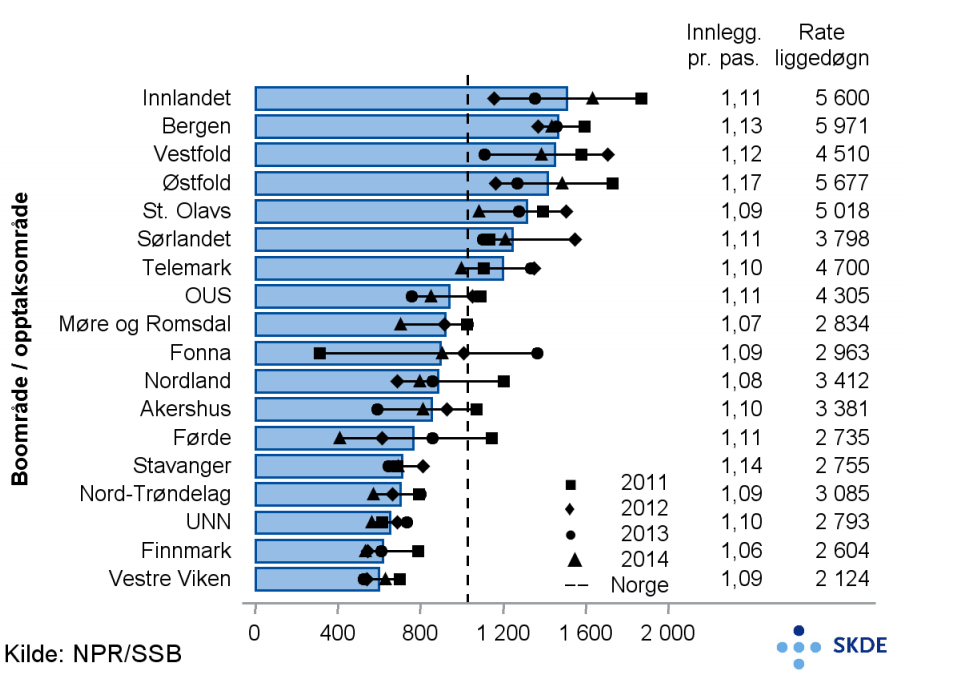 Innlegg. Rate
pr. pas. liggedøgn
Boområde / opptaksområde
Innlandet 1,11 5 600
Bergen 1,13 5 971
Vestfold 1,12 4 510
Østfold 1,17 5 677
St. Olavs 1,09 5 018
Sørlandet 1,11 3 798
Telemark 1,10 4 700
OUS 1,11 4 305
Møre og Romsdal 1,07 2 834
Fonna 1,09 2 963
Nordland 1,08 3 412
Akershus 1,10 3 381
Førde 1,11 2 735
Stavanger 1,14 2 755
Nord-Trøndelag 1,09 3 085
UNN 1,10 2 793
Finnmark 1,06 2 604
Vestre Viken 1,09 2 124
2011
2012
2013
2014
Norge
0 400 800 1 200 1 600 2 000
Kilde: NPR/SSB
SKDE